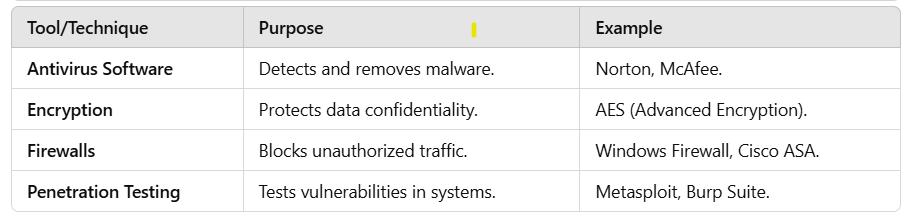 Tool/Technique Purpose Example
Antivirus Software Detects and removes malware. Norton, McAfee.
Encryption Protects data confidentiality. AES (Advanced Encryption).
Firewalls Blocks unauthorized traffic. Windows Firewall, Cisco ASA.
Penetration Testing Tests vulnerabilities in systems. Metasploit, Burp Suite.